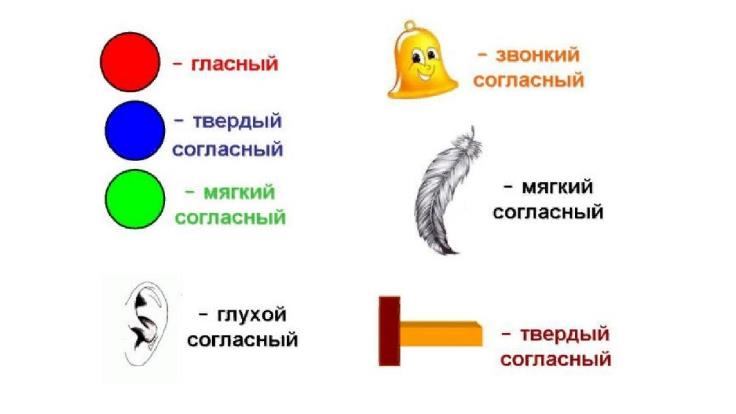 - гласный
- твердый
согласный
- мягкий
согласный
- глухой
согласный
- звонкий
согласный
- мягкий
согласный
- твердый
согласный